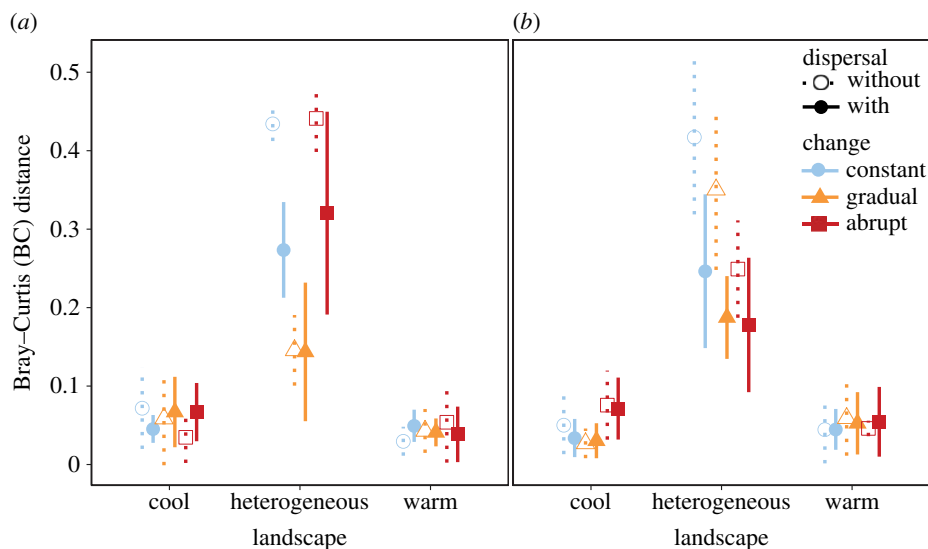 (a)
(b)
Bray–Curtis (BC) distance
0.5
0.4
0.3
0.2
0.1
0
cool heterogeneous warm
landscape
cool heterogeneous warm
landscape
dispersal
without
with
change
constant
gradual
abrupt